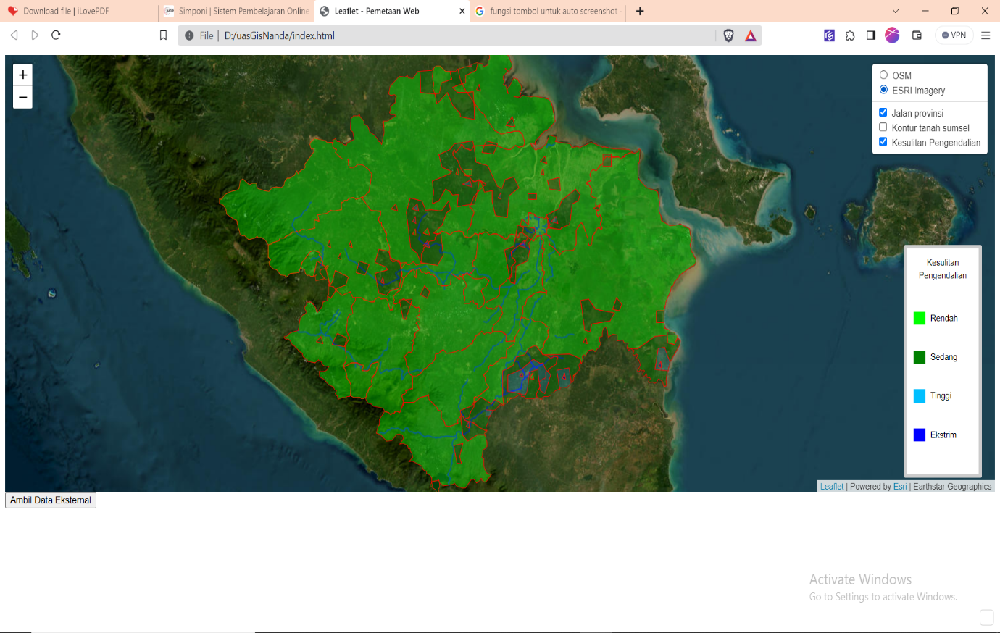 Download file | iLovePDF
Simponi | Sistem Pembelajaran Online
Leaflet - Pemetaan Web
fungsi tombol untuk auto screenshot
File
D:/uasGisNanda/index.html
VPN
+
−
OSM
ESRI Imagery
Jalan provinsi
Kontur tanah sumsel
Kesulitan Pengendalian
Kesulitan
Pengendalian
Rendah
Sedang
Tinggi
Ekstrim
Leaflet | Powered by Esri | Earthstar Geographics
Ambil Data Eksternal
Activate Windows
Go to Settings to activate Windows.